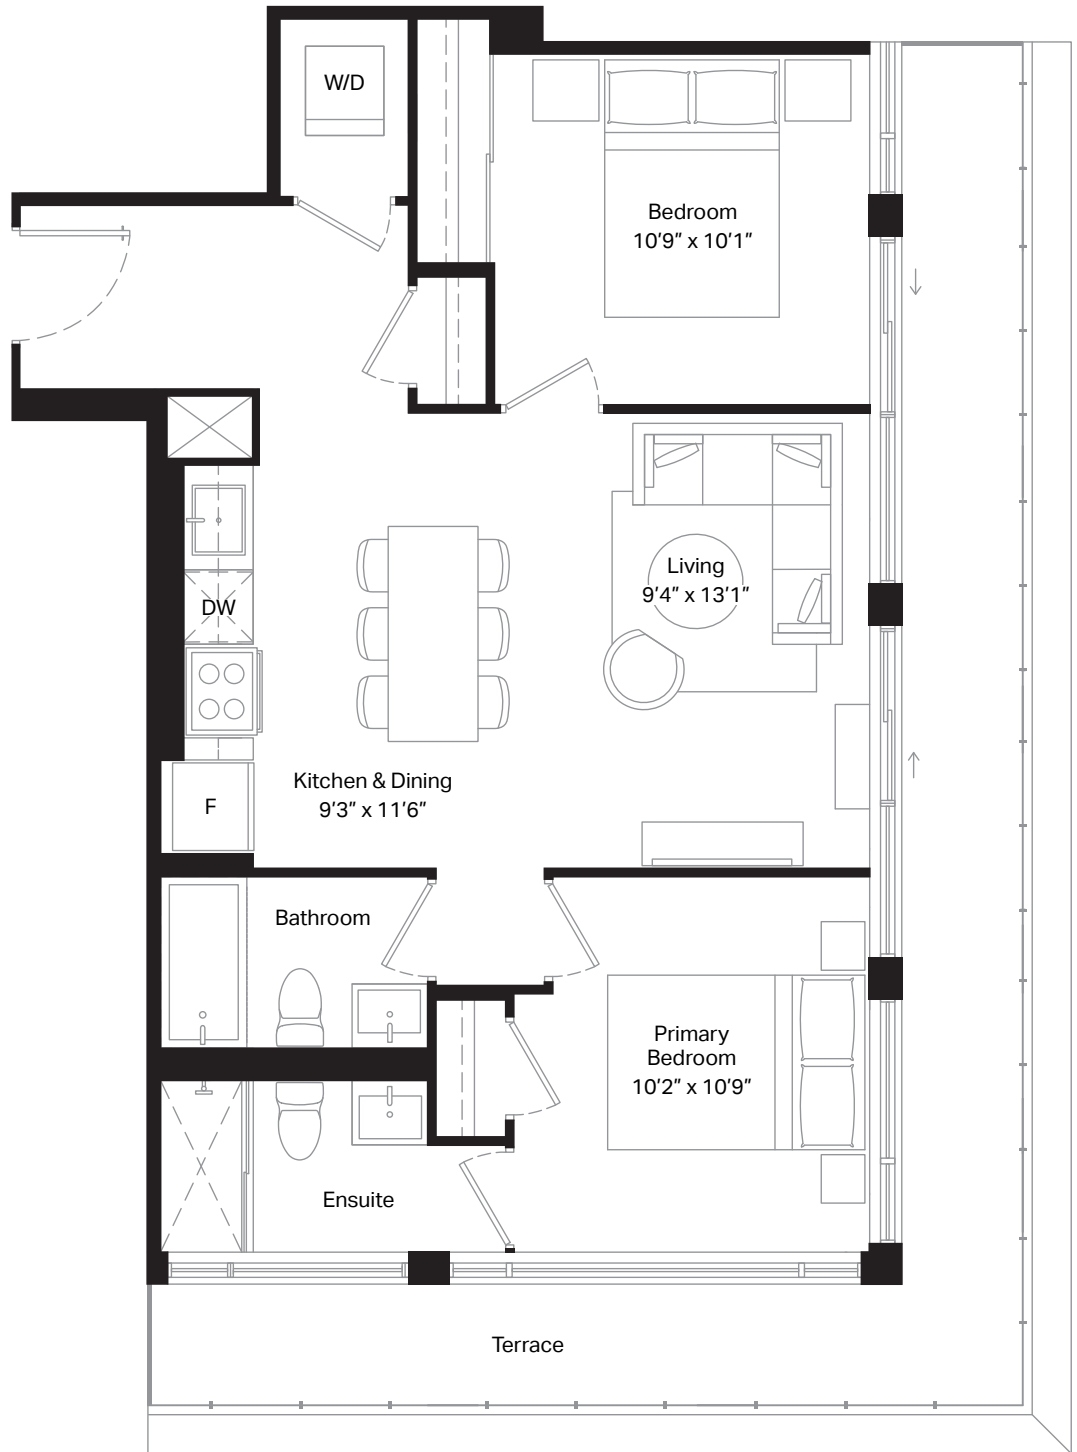 W/D
Bedroom
10′9″ x 10′1″
Living
9′4″ x 13′1″
DW
Kitchen & Dining
9′3″ x 11′6″
F
Bathroom
Primary
Bedroom
10′2″ x 10′9″
Ensuite
Terrace